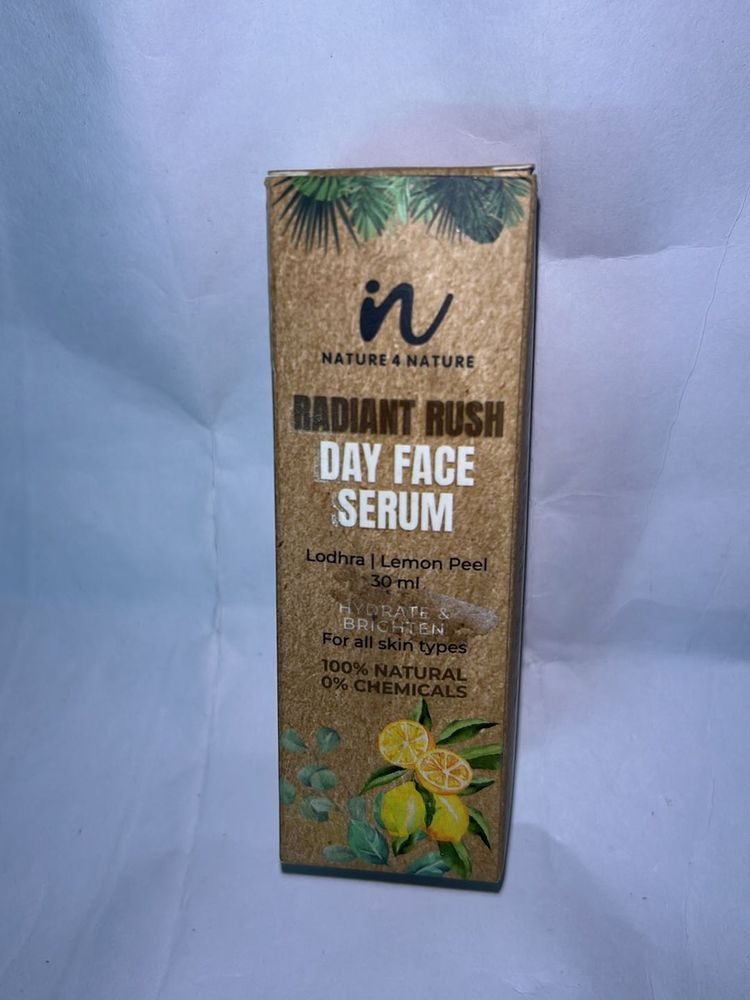 in
NATURE 4 NATURE
RADIANT RUSH
DAY FACE
SERUM
Lodhra | Lemon Peel
30 ml
HYDRATE &
BRIGHTEN
For all skin types
100% NATURAL
0% CHEMICALS